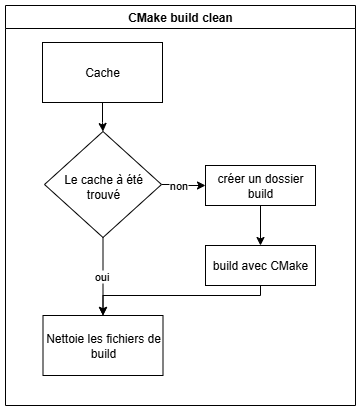 CMake build clean
Cache
Le cache à été
trouvé
non
créer un dossier
build
build avec CMake
oui
Nettoie les fichiers de
build